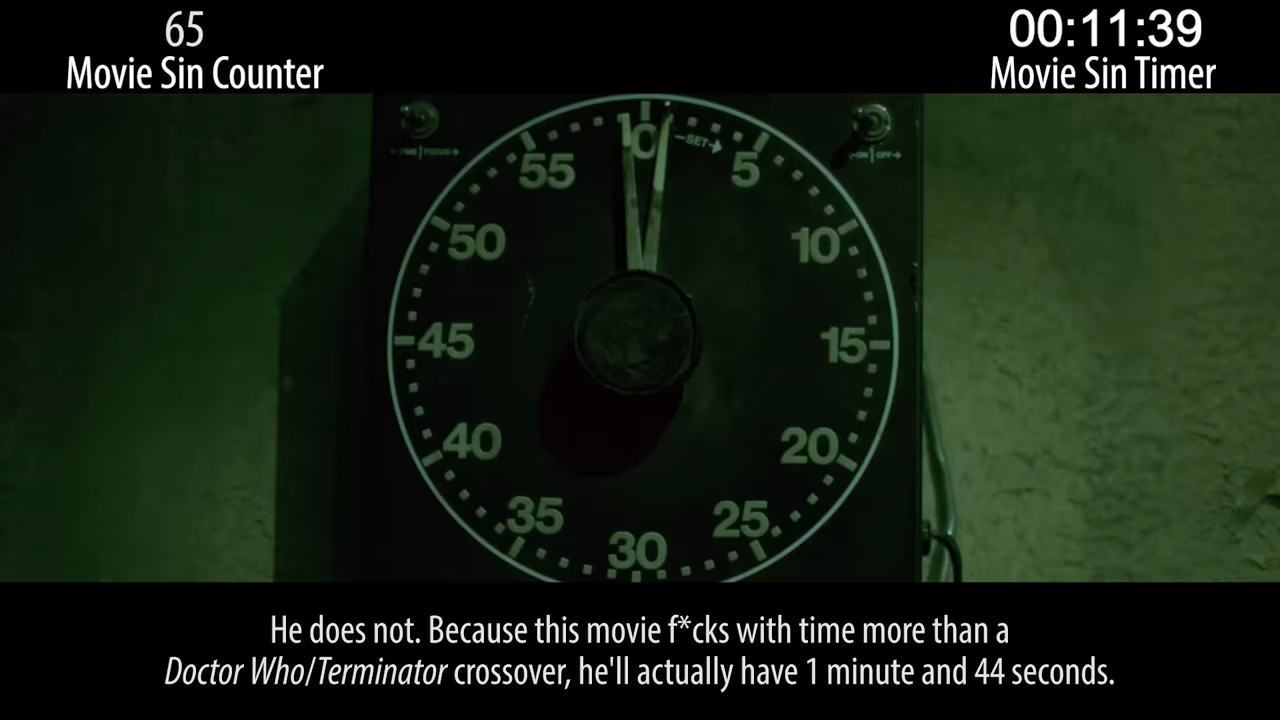 65
Movie Sin Counter
00:11:39
Movie Sin Timer
10
SET
55
5
50
10
45
15
40
20
35
25
30
He does not. Because this movie f*cks with time more than a
Doctor Who/Terminator crossover, he'll actually have 1 minute and 44 seconds.